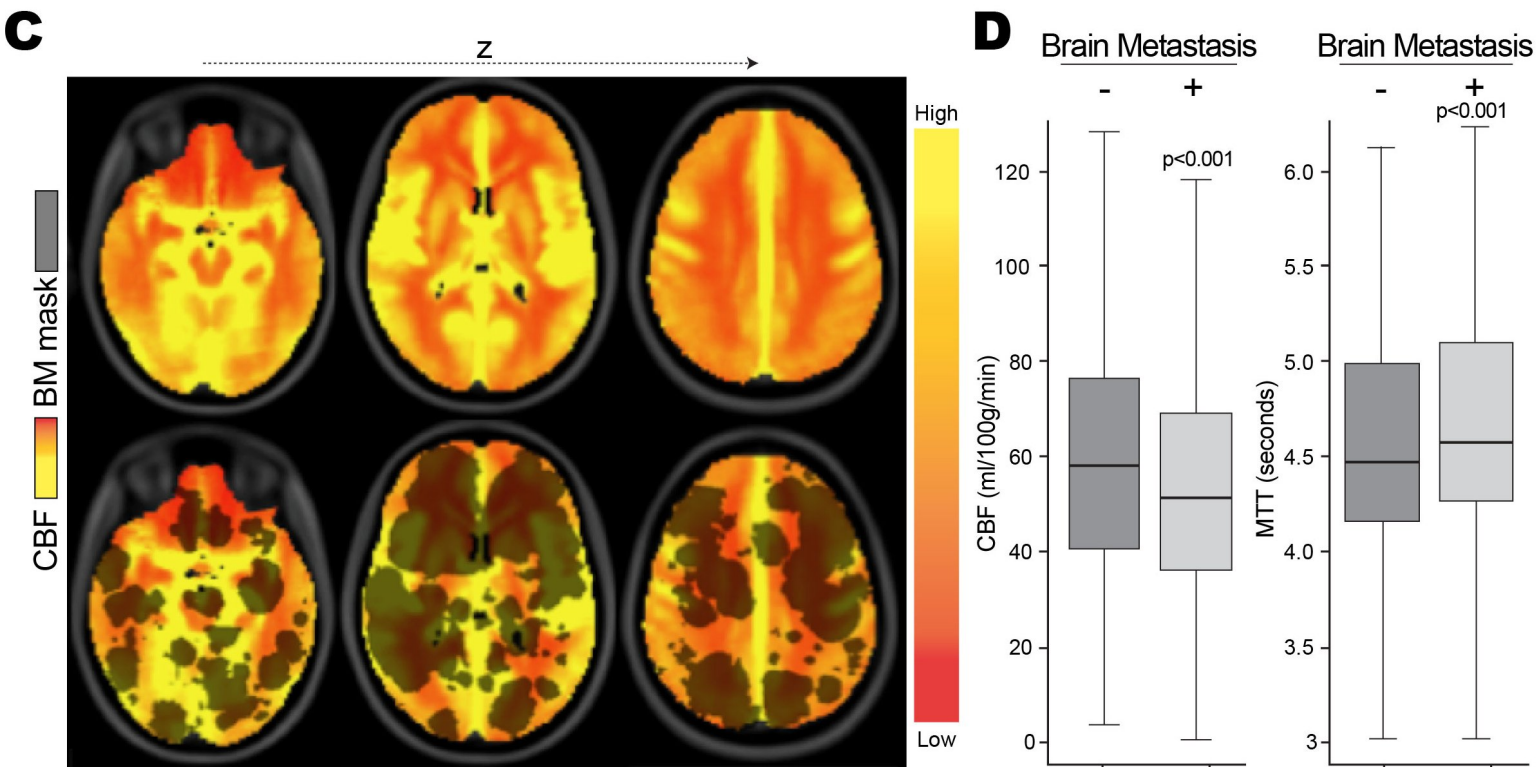 C
z
High
Low
CBF
BM mask
D
Brain Metastasis
- +
p<0.001
CBF (ml/100g/min)
120
100
80
60
40
20
0
Brain Metastasis
- +
p<0.001
MTT (seconds)
6.0
5.5
5.0
4.5
4.0
3.5
3